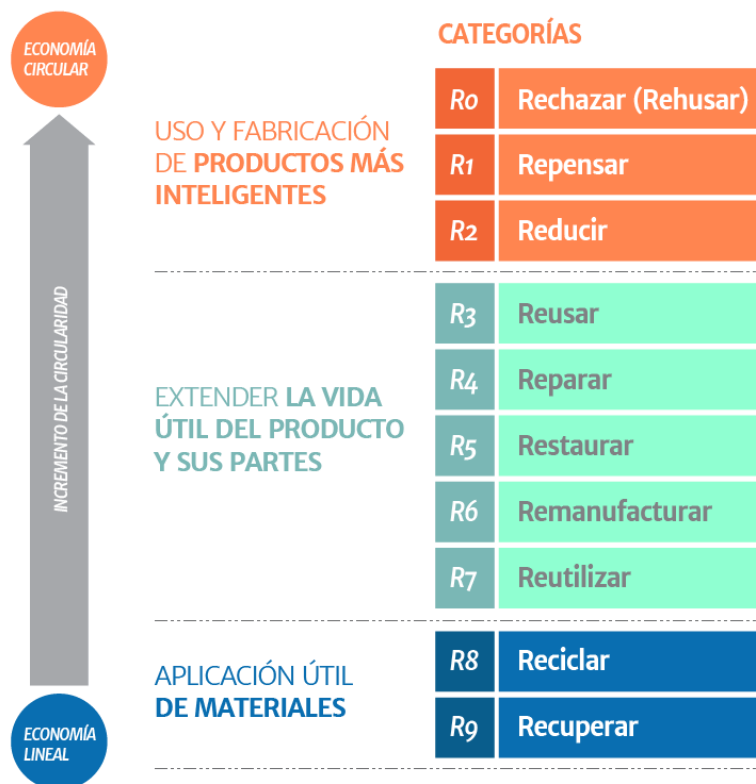 ECONOMÍA
CIRCULAR
INCREMENTO DE LA CIRCULARIDAD
ECONOMÍA
LINEAL
CATEGORÍAS
USO Y FABRICACIÓN
DE PRODUCTOS MÁS
INTELIGENTES
R0 Rechazar (Rehusar)
R1 Repensar
R2 Reducir
EXTENDER LA VIDA
ÚTIL DEL PRODUCTO
Y SUS PARTES
R3 Reusar
R4 Reparar
R5 Restaurar
R6 Remanufacturar
R7 Reutilizar
APLICACIÓN ÚTIL
DE MATERIALES
R8 Reciclar
R9 Recuperar